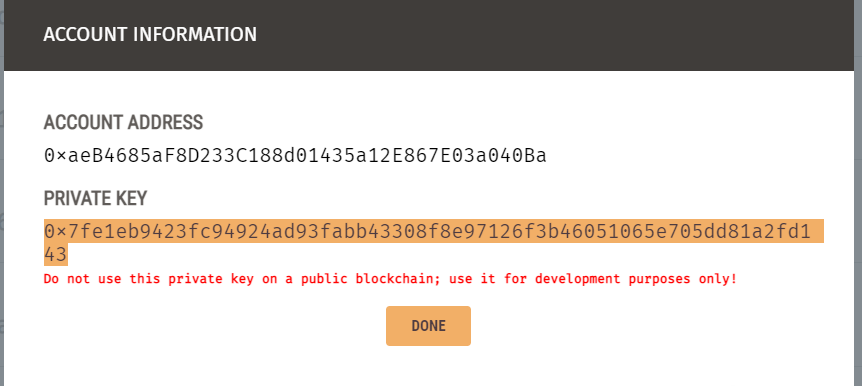 ACCOUNT INFORMATION
ACCOUNT ADDRESS
0xaeB4685aF8D233C188d01435a12E867E03a040Ba
PRIVATE KEY
0x7fe1eb9423fc94924ad93fabb43308f8e97126f3b46051065e705dd81a2fd1
43
Do not use this private key on a public blockchain; use it for development purposes only!
DONE